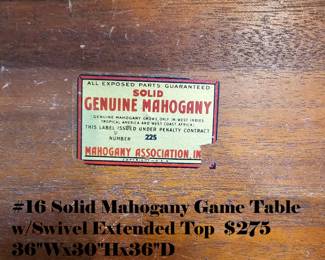 ALL EXPOSED PARTS GUARANTEED
SOLID
GENUINE MAHOGANY
GENUINE MAHOGANY GROWS ONLY IN WEST INDIES
TROPICAL AMERICA AND WEST COAST AFRICA
THIS LABEL ISSUED UNDER PENALTY CONTRACT
NUMBER 225
MAHOGANY ASSOCIATION, IN
COPYRIGHT U.S.A.
#16 Solid Mahogany Game Table
w/Swivel Extended Top $275
36"Wx30"Hx36"D